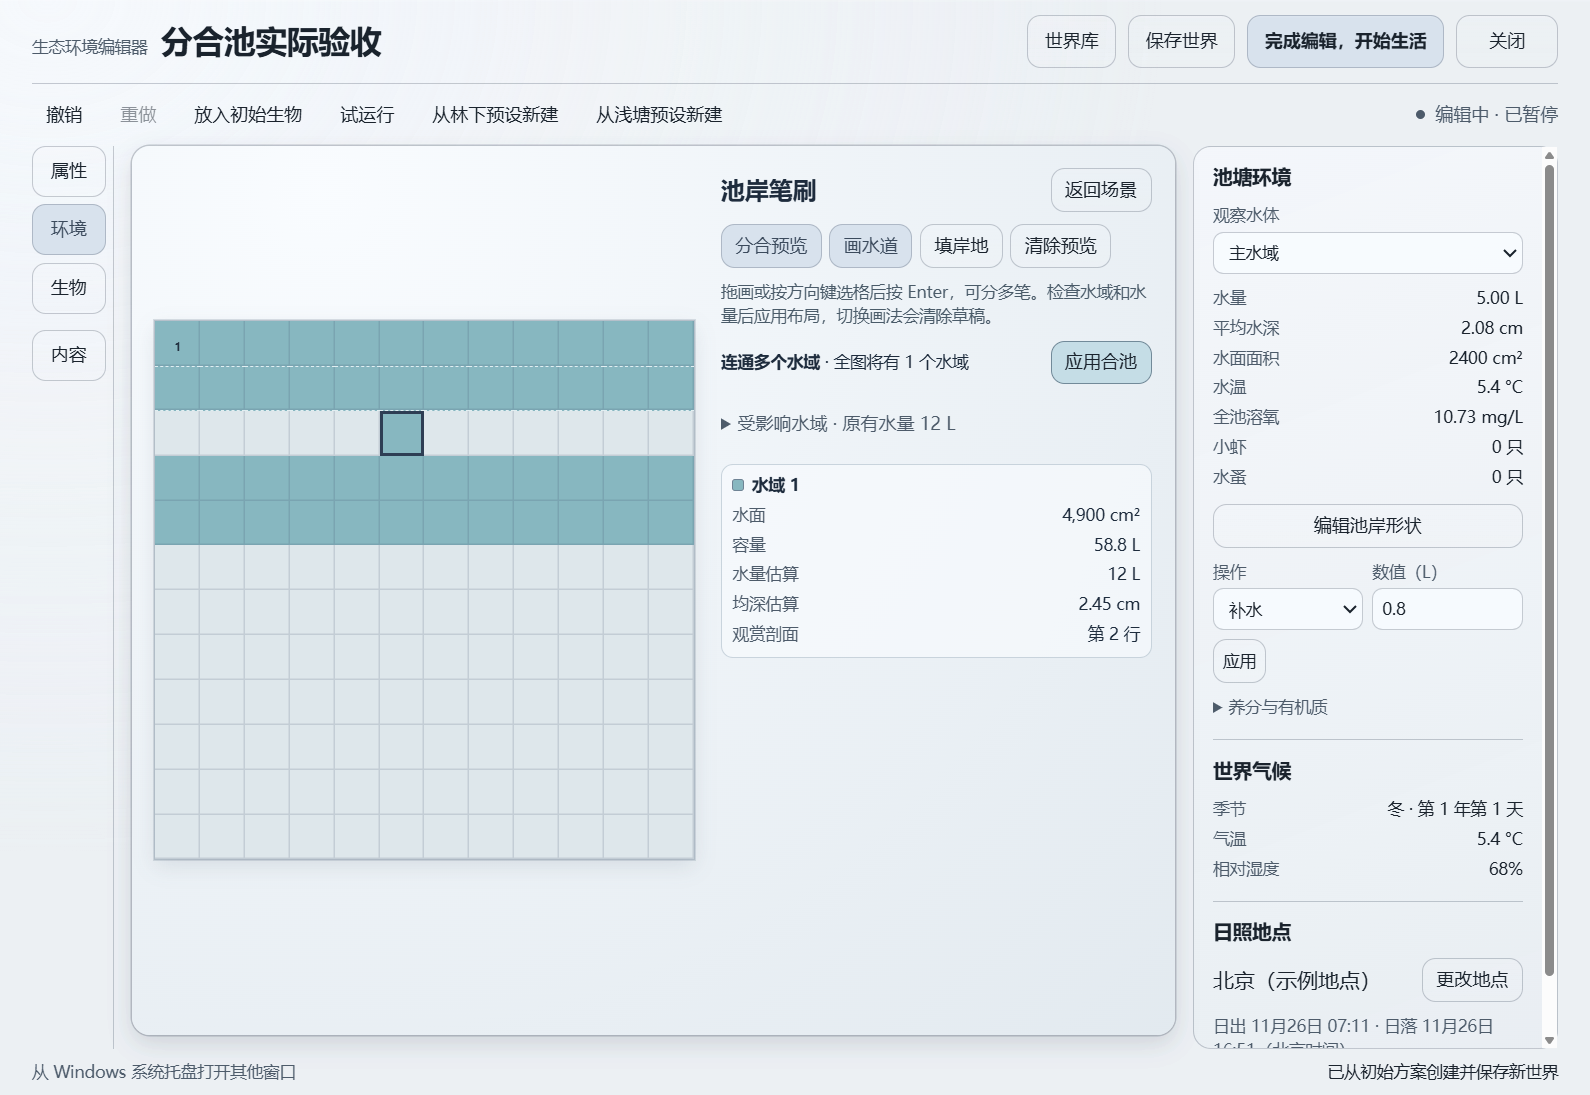 生态环境编辑器 分合池实际验收
世界库 保存世界 完成编辑，开始生活 关闭
撤销 重做 放入初始生物 试运行 从林下预设新建 从浅塘预设新建
编辑中 · 已暂停
属性
环境
生物
内容
1
池岸笔刷
返回场景
分合预览 画水道 填岸地 清除预览
拖画或按方向键选格后按 Enter，可分多笔。检查水域和水
量后应用布局，切换画法会清除草稿。
连通多个水域 · 全图将有 1 个水域
应用合池
受影响水域 · 原有水量 12 L
水域 1
水面 4,900 cm²
容量 58.8 L
水量估算 12 L
均深估算 2.45 cm
观赏剖面 第 2 行
池塘环境
观察水体
主水域
水量 5.00 L
平均水深 2.08 cm
水面面积 2400 cm²
水温 5.4 °C
全池溶氧 10.73 mg/L
小虾 0 只
水蚤 0 只
编辑池岸形状
操作 数值（L）
补水 0.8
应用
养分与有机质
世界气候
季节 冬 · 第 1 年第 1 天
气温 5.4 °C
相对湿度 68%
日照地点
北京（示例地点） 更改地点
日出 11月26日 07:11 · 日落 11月26日
16:51（北京时间）
从 Windows 系统托盘打开其他窗口
已从初始方案创建并保存新世界